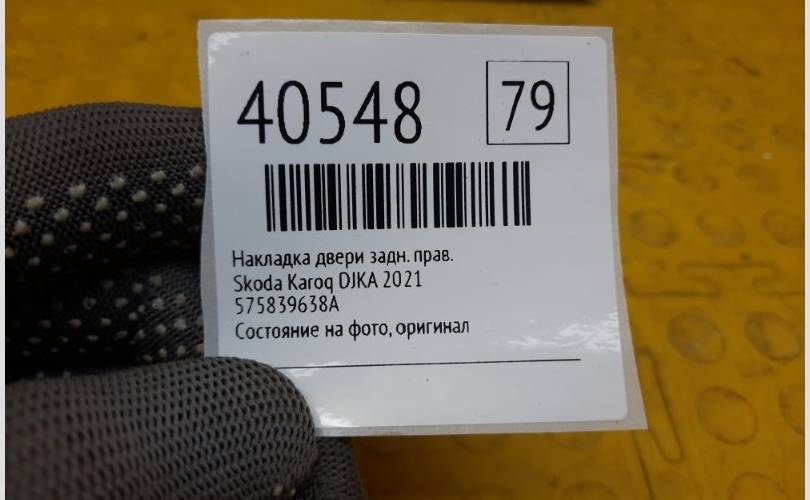 40548 79
Накладка двери задн. прав.
Skoda Karoq DJKA 2021
575839638A
Состояние на фото, оригинал